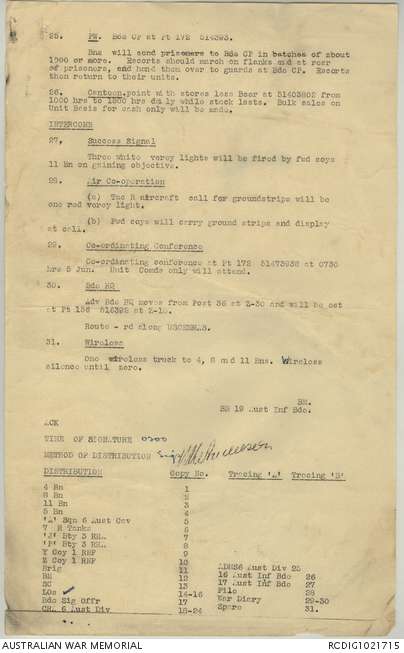 25. PW. Bde CP at Pt 172 514393.
Bns will send prisoners to Bde CP in batches of about
1000 or more. Escorts should march on flanks and at rear
of prisoners, and hand them over to guards at Bde CP. Escorts
then return to their units.
26. Canteen. point with stores less Beer at 51403802 from
1000 hrs to 1800 hrs daily while stock lasts. Bulk sales on
Unit Basis for cash only will be made.
INTERCOMM
27. Success Signal
Three white verey lights will be fired by fwd coys
11 Bn on gaining objective.
28. Air Co-operation
(a) Tac R aircraft call for groundstrips will be
one red verey light.
(b) Fwd coys will carry ground strips and display
at call.
29. Co-ordinating Conference
Co-ordinating conference at Pt 172 51473938 at 0730
hrs 5 Jun. Unit Comds only will attend.
30. Bde HQ
Adv Bde HQ moves from Post 36 at Z-30 and will be set
at Pt 156 516398 at Z-10.
Route - rd along
31. Wireless
One wireless truck to 4, 8 and 11 Bns. Wireless
silence until zero.
BM.
BM 19 Aust Inf Bde.
ACK
TIME OF SIGNATURE 0300
METHOD OF DISTRIBUTION
DISTRIBUTION Copy No. Tracing 'A' Tracing 'B'
4 Bn 1
8 Bn 2
11 Bn 3
5 Bn 4
'A' Sqn 6 Aust Cav 5
7 R Tanks 6
'J' Bty 3 RHA. 7
'P' Bty 3 RHA. 8
Y Coy 1 RNF 9
Z Coy 1 RNF 10
Brig 11 ADMS6 Aust Div 25
BM 12 16 Aust Inf Bde 26
SC 13 17 Aust Inf Bde 27
LOs 14-16 File 28
Bde Sig Offr 17 War Diary 29-30
CRA 6 Aust Div 18-24 Spare 31.
AUSTRALIAN WAR MEMORIAL
RCDIG1021715